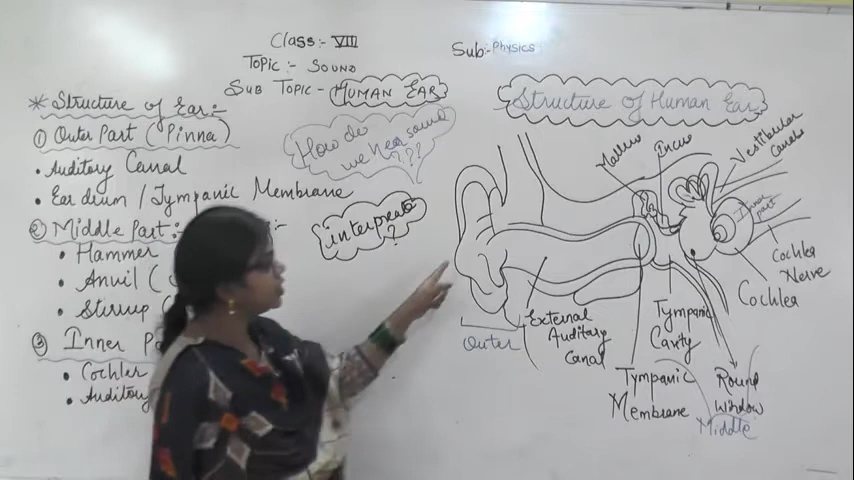 Class:- VIII
Sub:- Physics
Topic :- Sound
Sub Topic - Human Ear
* Structure of Ear:-
① Outer Part (Pinna)
• Auditory Canal
• Ear drum / Tympanic Membrane
② Middle Part:
• Hammer
• Anvil (
• Stirrup (
③ Inner
• Cochlea
• Auditory
How do
we hear sound
???
interpreate
?
Structure of Human Ear
Malleus
Incus
Vestibular
Canals
Inner
part
Cochlea
Nerve
Cochlea
Outer
External
Auditary
Canal
Tympanic
Cavity
Tympanic
Membrane
Round
Window
Middle